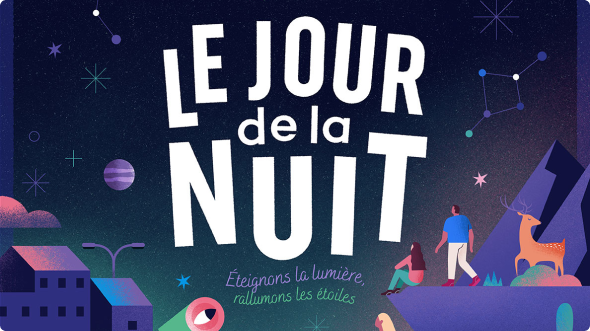 LE JOUR
de la
NUIT
Éteignons la lumière,
rallumons les étoiles